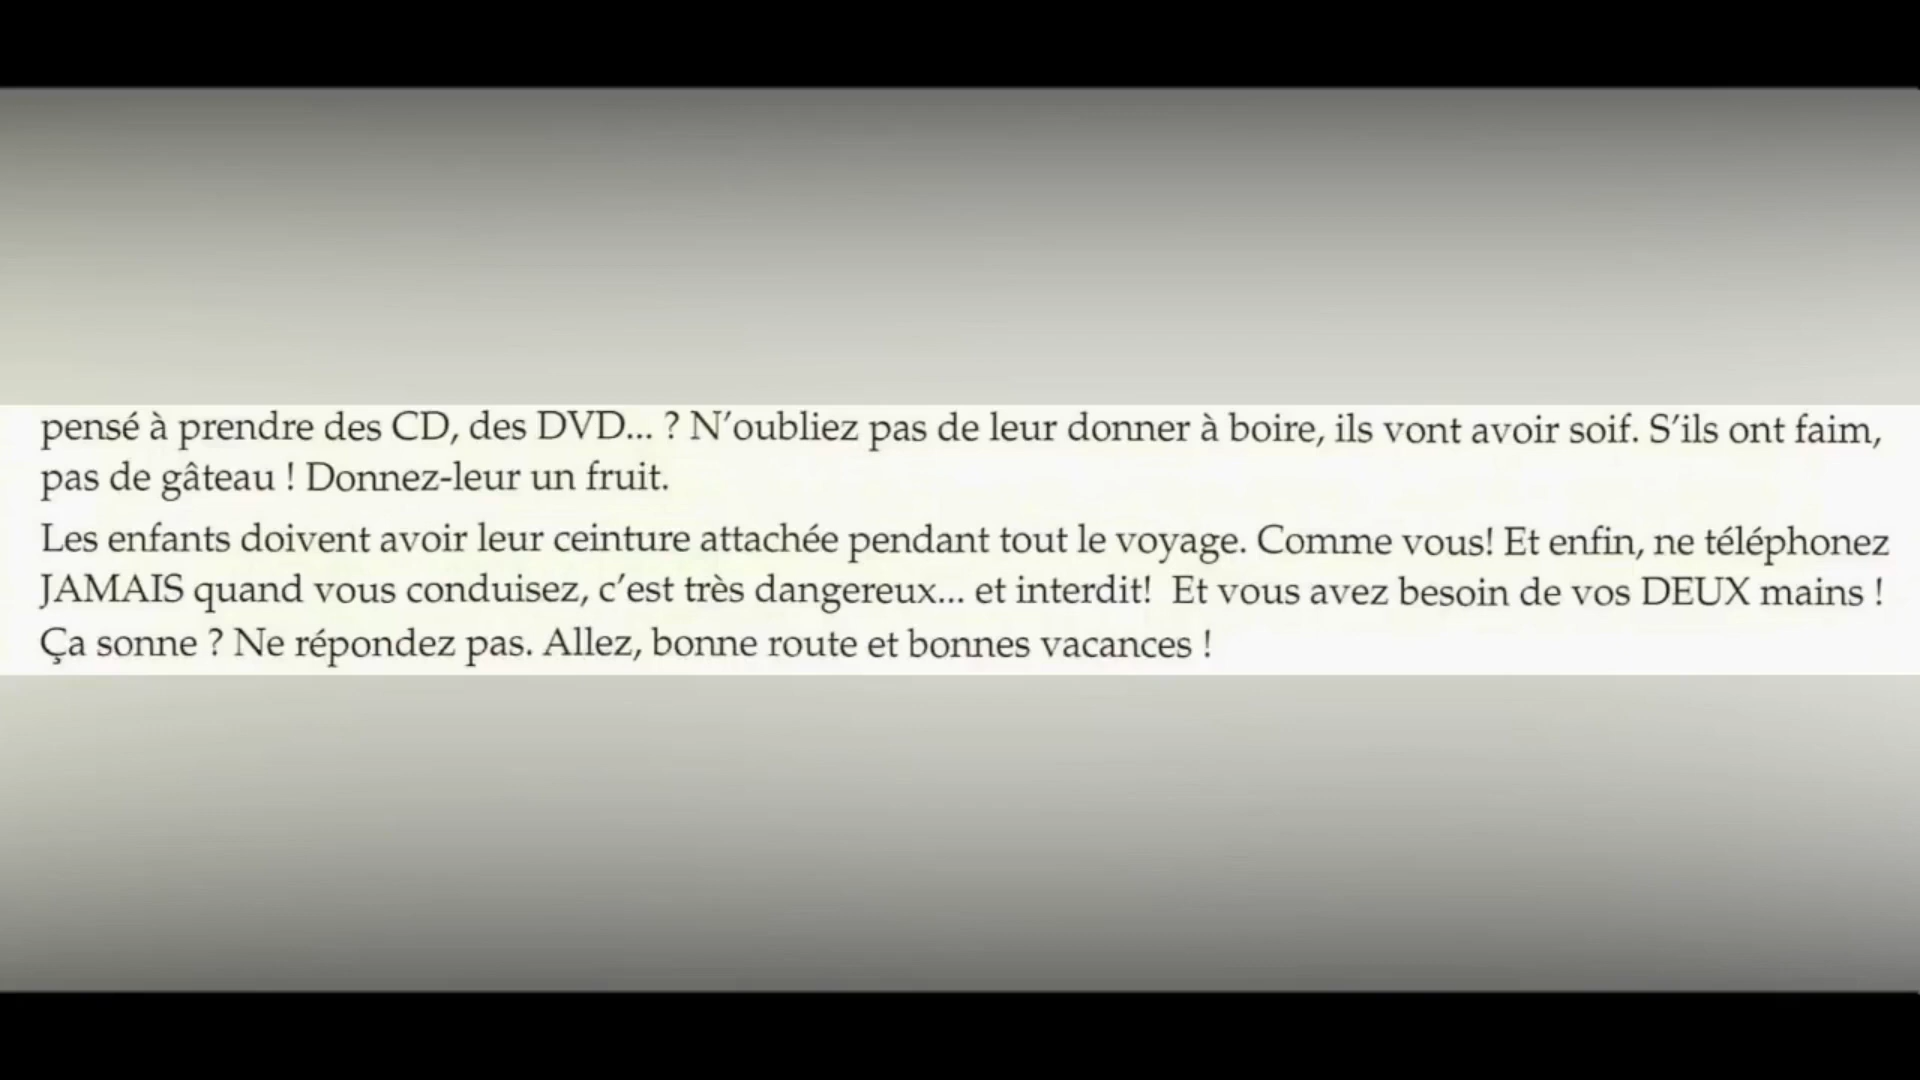 pensé à prendre des CD, des DVD... ? N’oubliez pas de leur donner à boire, ils vont avoir soif. S’ils ont faim,
pas de gâteau ! Donnez-leur un fruit.
Les enfants doivent avoir leur ceinture attachée pendant tout le voyage. Comme vous! Et enfin, ne téléphonez
JAMAIS quand vous conduisez, c’est très dangereux... et interdit! Et vous avez besoin de vos DEUX mains !
Ça sonne ? Ne répondez pas. Allez, bonne route et bonnes vacances !